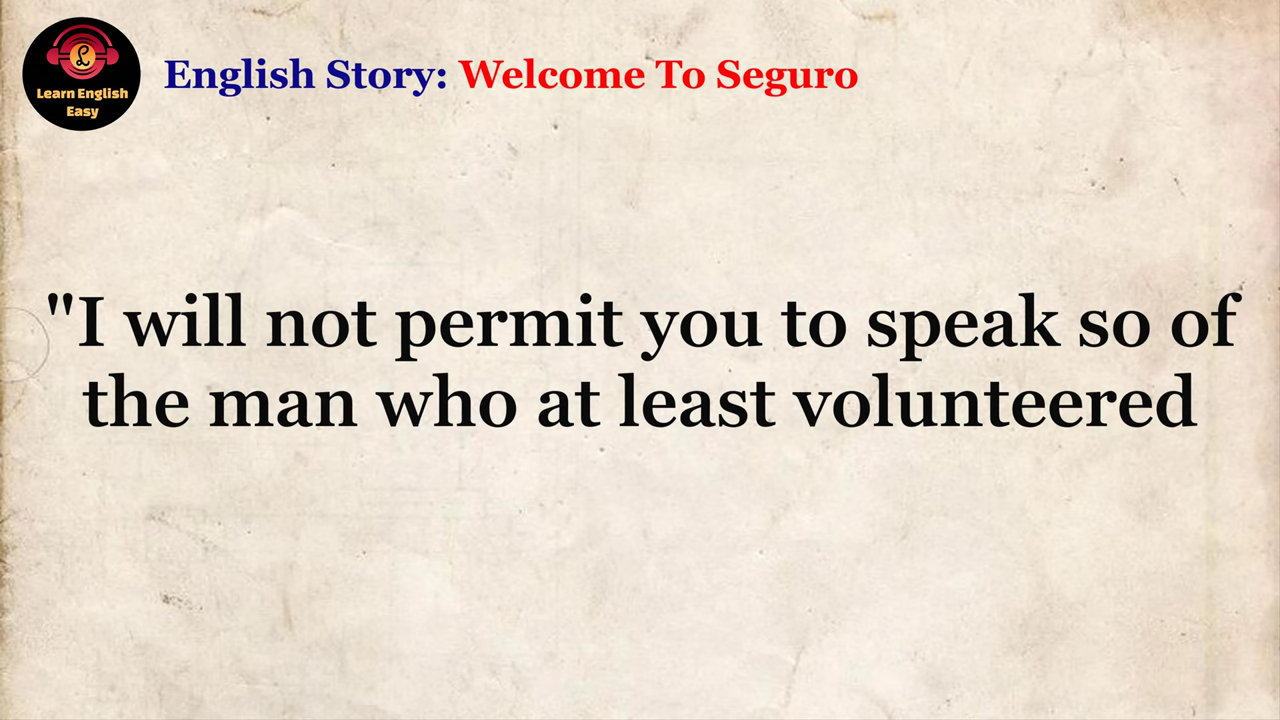 Learn English
Easy
English Story: Welcome To Seguro
"I will not permit you to speak so of
the man who at least volunteered